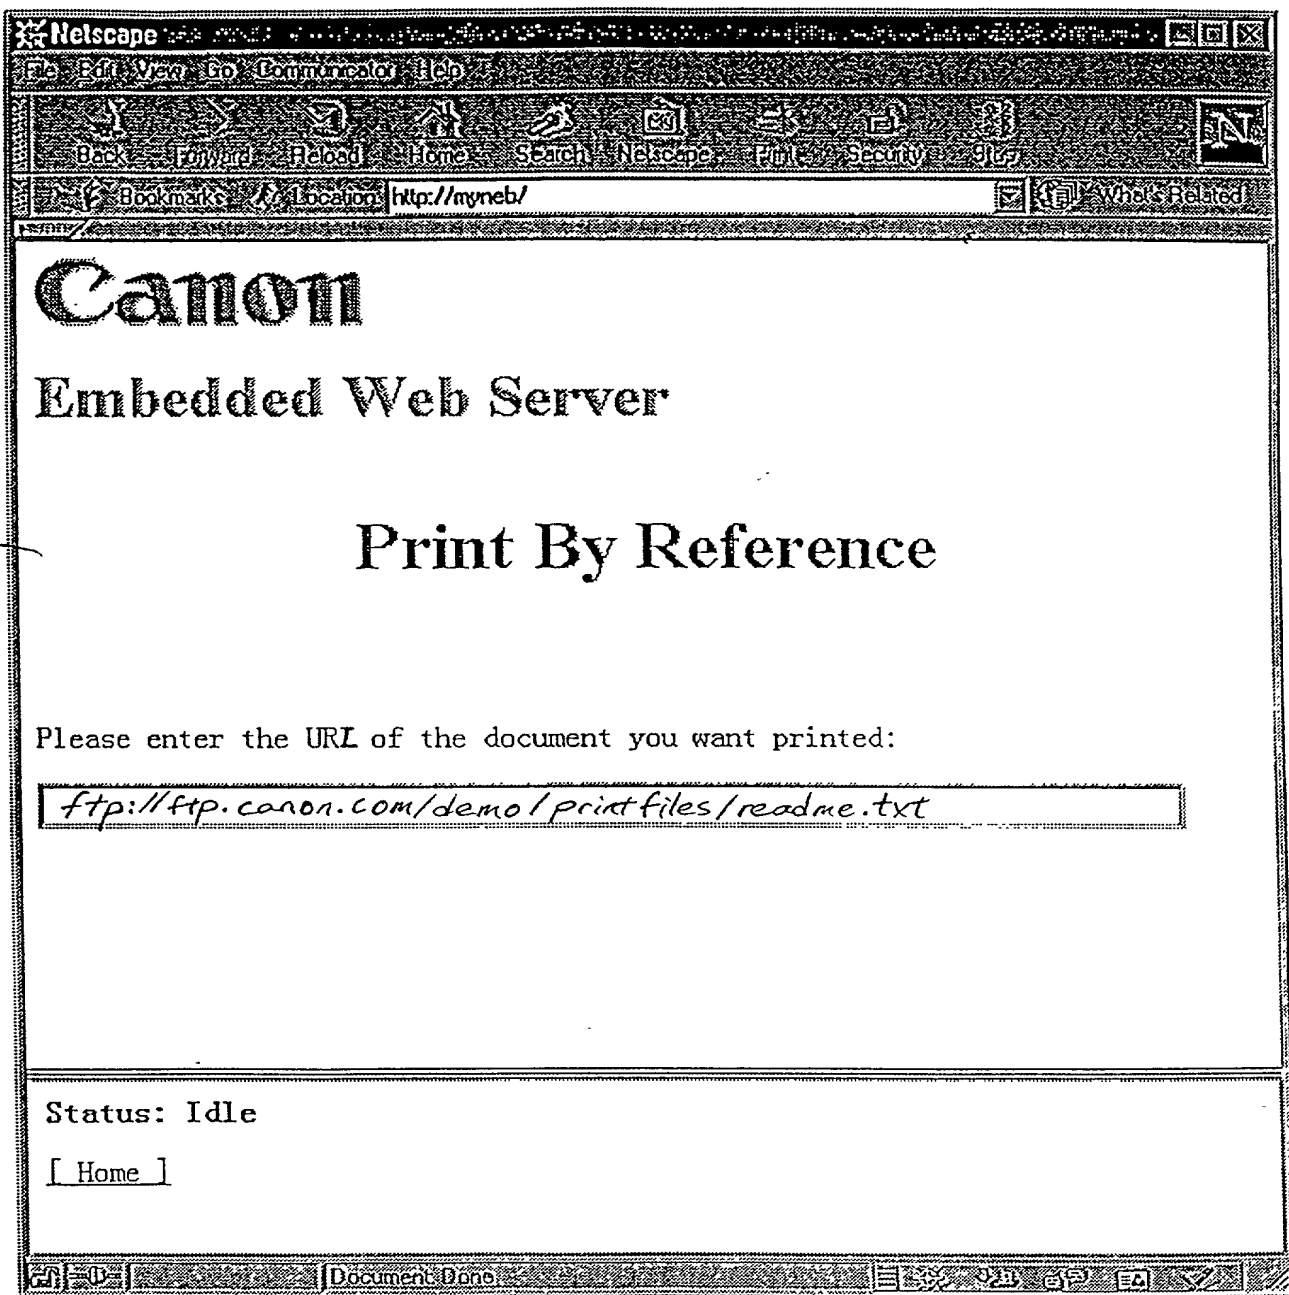 Netscape
File Edit View Go Communicator Help
Back Forward Reload Home Search Netscape Print Security Stop
Bookmarks Location http://myneb/ What's Related
Canon
Embedded Web Server
Print By Reference
Please enter the URL of the document you want printed:
ftp://ftp.canon.com/demo/printfiles/readme.txt
Status: Idle
[ Home ]
Document: Done